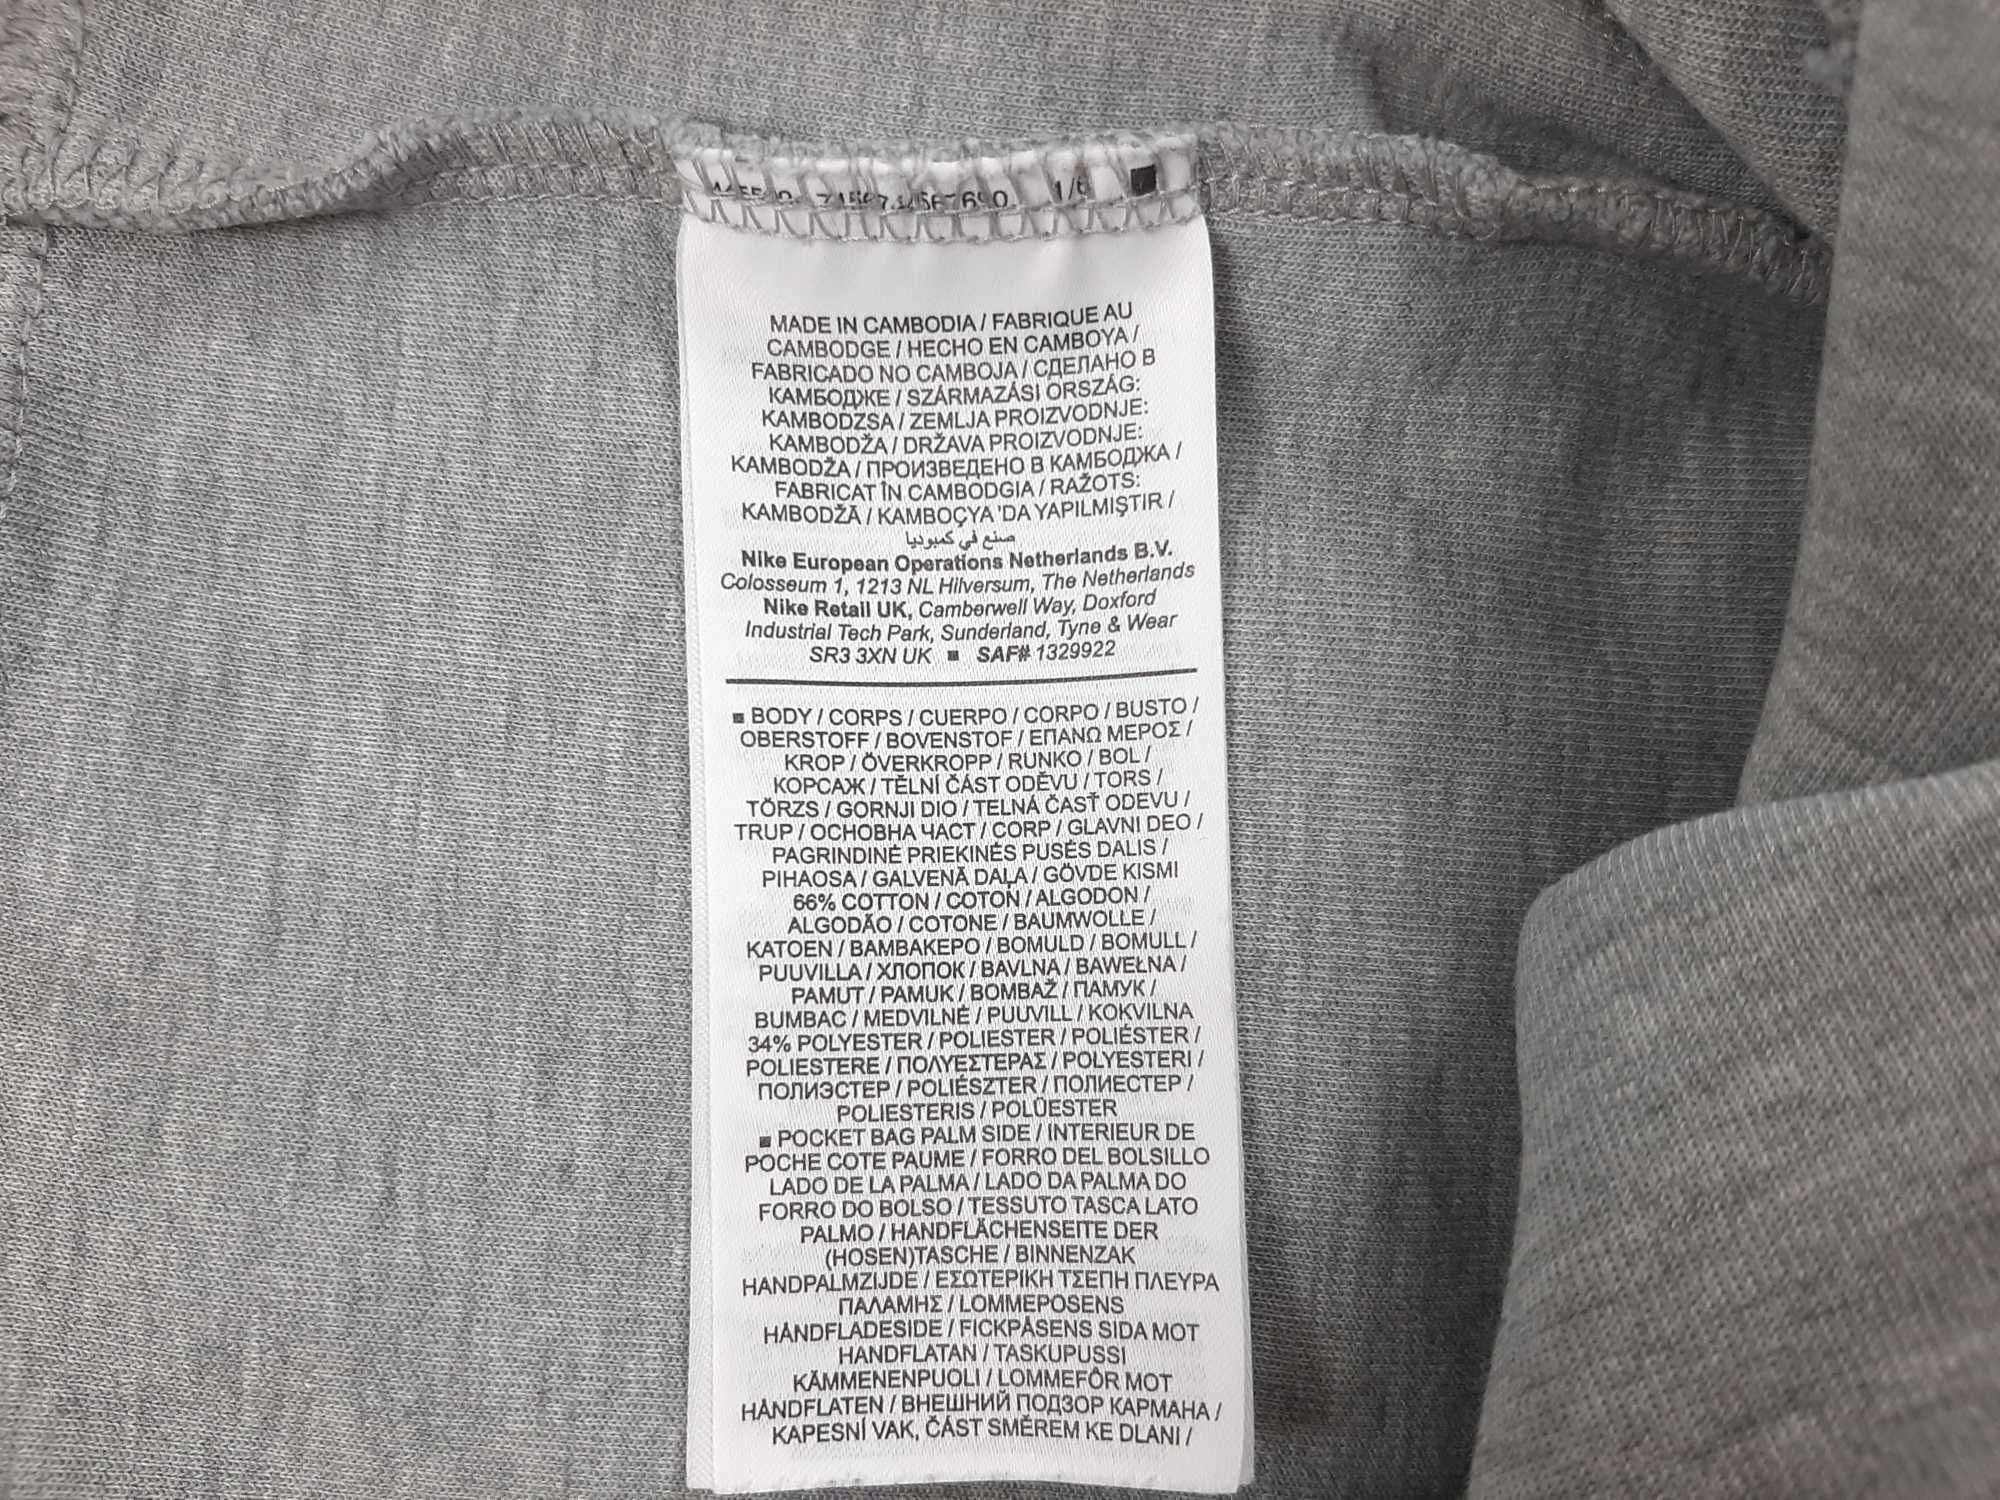 1/6
MADE IN CAMBODIA / FABRIQUE AU
CAMBODGE / HECHO EN CAMBOYA /
FABRICADO NO CAMBOJA / СДЕЛАНО В
КАМБОДЖЕ / SZÁRMAZÁSI ORSZÁG:
KAMBODZSA / ZEMLJA PROIZVODNJE:
KAMBODŽA / DRŽAVA PROIZVODNJE:
KAMBODŽA / ПРОИЗВЕДЕНО В КАМБОДЖА /
FABRICAT ÎN CAMBODGIA / RAŽOTS:
KAMBODŽĀ / KAMBOÇYA 'DA YAPILMIŞTIR /
صنع في كمبوديا
Nike European Operations Netherlands B.V.
Colosseum 1, 1213 NL Hilversum, The Netherlands
Nike Retail UK, Camberwell Way, Doxford
Industrial Tech Park, Sunderland, Tyne & Wear
SR3 3XN UK ■ SAF# 1329922
■ BODY / CORPS / CUERPO / CORPO / BUSTO /
OBERSTOFF / BOVENSTOF / ΕΠΑΝΩ ΜΕΡΟΣ /
KROP / ÖVERKROPP / RUNKO / BOL /
КОРСАЖ / TĚLNÍ ČÁST ODĚVU / TORS /
TÖRZS / GORNJI DIO / TELNÁ ČASŤ ODEVU /
TRUP / ОСНОВНА ЧАСТ / CORP / GLAVNI DEO /
PAGRINDINĖ PRIEKINĖS PUSĖS DALIS /
PIHAOSA / GALVENĀ DAĻA / GÖVDE KISMI
66% COTTON / COTON / ALGODON /
ALGODÃO / COTONE / BAUMWOLLE /
KATOEN / ΒΑΜΒΑΚΕΡΟ / BOMULD / BOMULL /
PUUVILLA / ХЛОПОК / BAVLNA / BAWEŁNA /
PAMUT / PAMUK / BOMBAŽ / ПАМУК /
BUMBAC / MEDVILNĖ / PUUVILL / KOKVILNA
34% POLYESTER / POLIESTER / POLIÉSTER /
POLIESTERE / ΠΟΛΥΕΣΤΕΡΑΣ / POLYESTERI /
ПОЛИЭСТЕР / POLIÉSZTER / ПОЛИЕСТЕР /
POLIESTERIS / POLÜESTER
■ POCKET BAG PALM SIDE / INTERIEUR DE
POCHE COTE PAUME / FORRO DEL BOLSILLO
LADO DE LA PALMA / LADO DA PALMA DO
FORRO DO BOLSO / TESSUTO TASCA LATO
PALMO / HANDFLÄCHENSEITE DER
(HOSEN)TASCHE / BINNENZAK
HANDPALMZIJDE / ΕΣΩΤΕΡΙΚΗ ΤΣΕΠΗ ΠΛΕΥΡΑ
ΠΑΛΑΜΗΣ / LOMMEPOSENS
HÅNDFLADESIDE / FICKPÅSENS SIDA MOT
HANDFLATAN / TASKUPUSSI
KÄMMENENPUOLI / LOMMEFÔR MOT
HÅNDFLATEN / ВНЕШНИЙ ПОДЗОР КАРМАНА /
KAPESNÍ VAK, ČÁST SMĚREM KE DLANI /